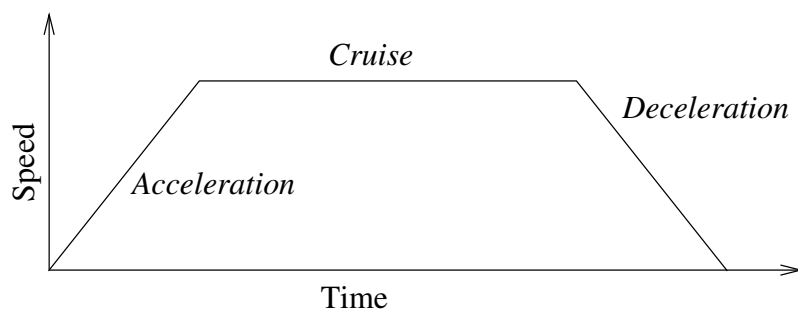 Cruise
Deceleration
Speed
Acceleration
Time